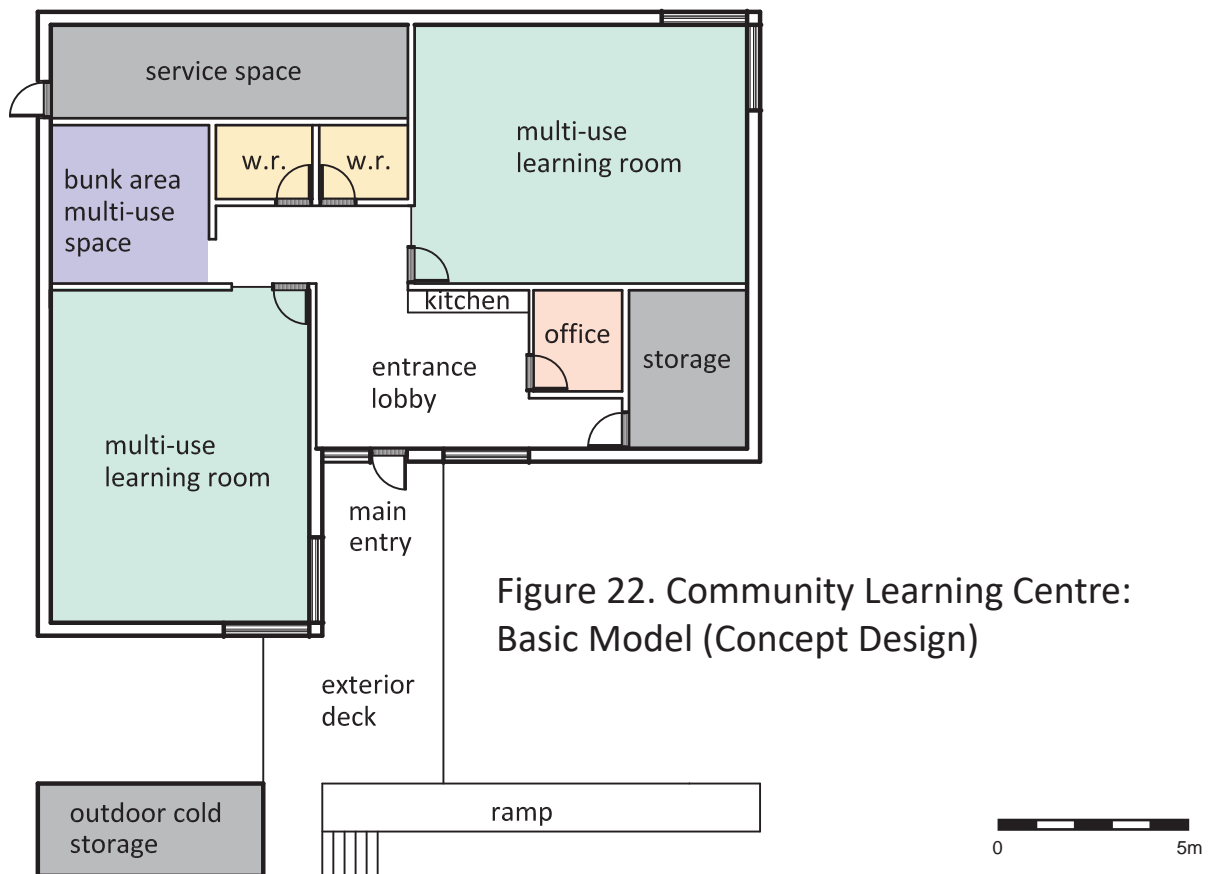 service space
multi-use
learning room
w.r.
w.r.
bunk area
multi-use
space
kitchen
office
storage
entrance
lobby
multi-use
learning room
main
entry
Figure 22. Community Learning Centre:
Basic Model (Concept Design)
exterior
deck
outdoor cold
storage
ramp
0
5m